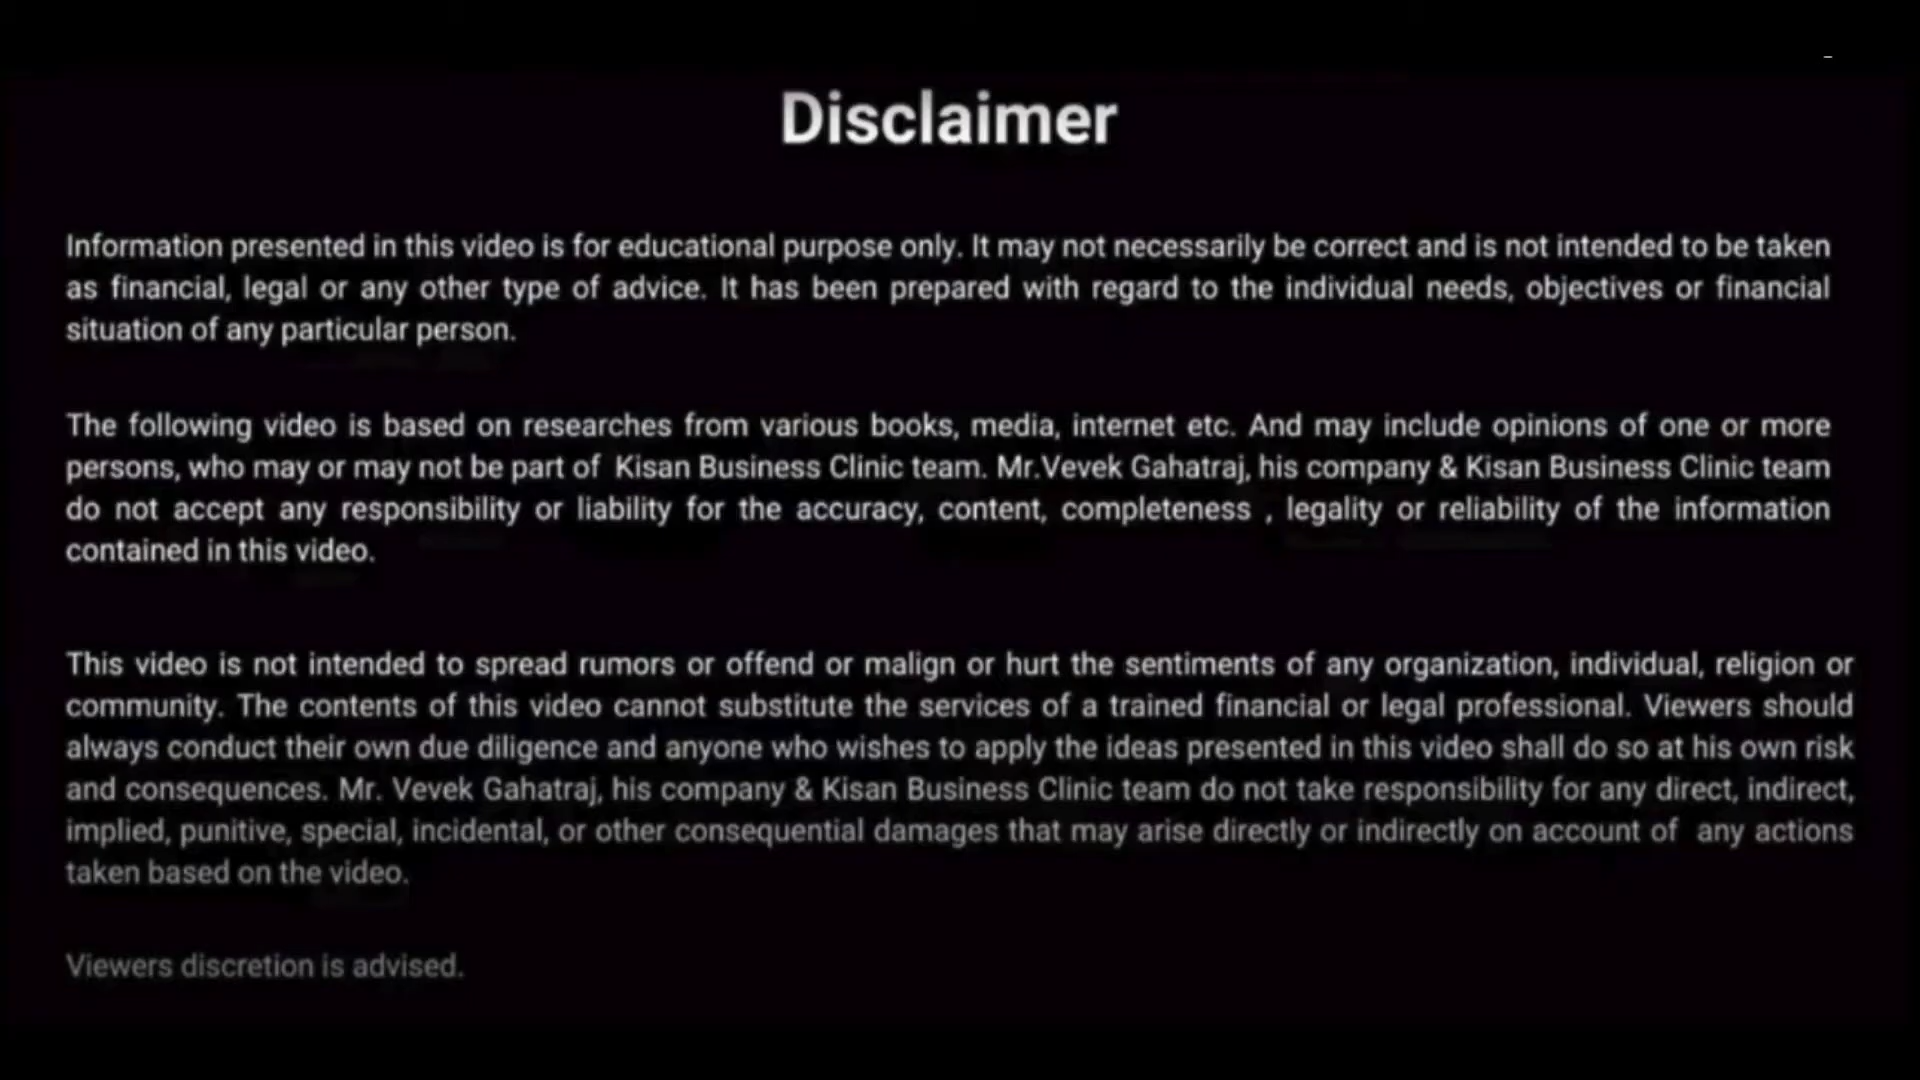 Disclaimer
Information presented in this video is for educational purpose only. It may not necessarily be correct and is not intended to be taken
as financial, legal or any other type of advice. It has been prepared with regard to the individual needs, objectives or financial
situation of any particular person.
The following video is based on researches from various books, media, internet etc. And may include opinions of one or more
persons, who may or may not be part of  Kisan Business Clinic team. Mr.Vevek Gahatraj, his company & Kisan Business Clinic team
do not accept any responsibility or liability for the accuracy, content, completeness , legality or reliability of the information
contained in this video.
This video is not intended to spread rumors or offend or malign or hurt the sentiments of any organization, individual, religion or
community. The contents of this video cannot substitute the services of a trained financial or legal professional. Viewers should
always conduct their own due diligence and anyone who wishes to apply the ideas presented in this video shall do so at his own risk
and consequences. Mr. Vevek Gahatraj, his company & Kisan Business Clinic team do not take responsibility for any direct, indirect,
implied, punitive, special, incidental, or other consequential damages that may arise directly or indirectly on account of  any actions
taken based on the video.
Viewers discretion is advised.